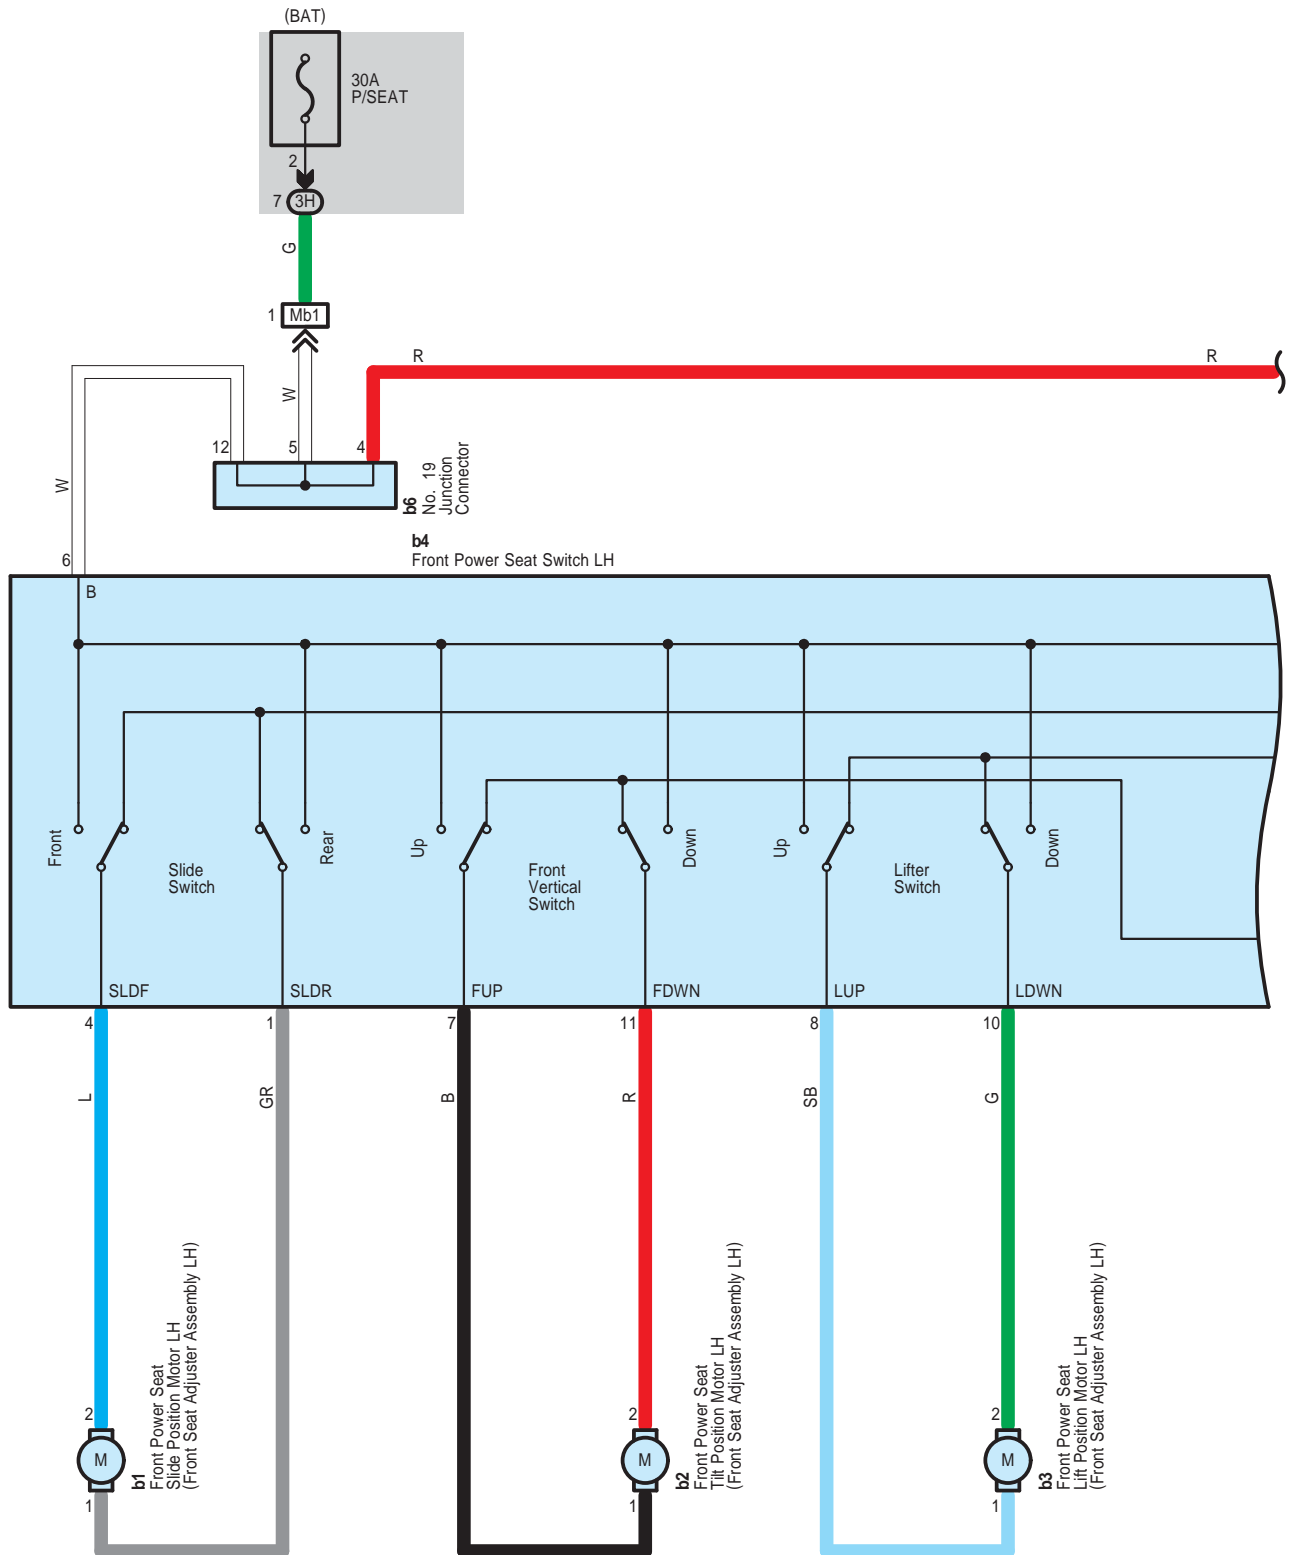 (BAT)
30A
P/SEAT
2
7
3H
G
1
Mb1
R
R
W
12
5
4
b6
No. 19
Junction
Connector
W
b4
Front Power Seat Switch LH
6
B
Front
Slide
Switch
Rear
Up
Front
Vertical
Switch
Down
Up
Lifter
Switch
Down
SLDF
SLDR
FUP
FDWN
LUP
LDWN
4
1
7
11
8
10
L
GR
B
R
SB
G
2
M
1
b1
Front Power Seat
Slide Position Motor LH
(Front Seat Adjuster Assembly LH)
2
M
1
b2
Front Power Seat
Tilt Position Motor LH
(Front Seat Adjuster Assembly LH)
2
M
1
b3
Front Power Seat
Lift Position Motor LH
(Front Seat Adjuster Assembly LH)